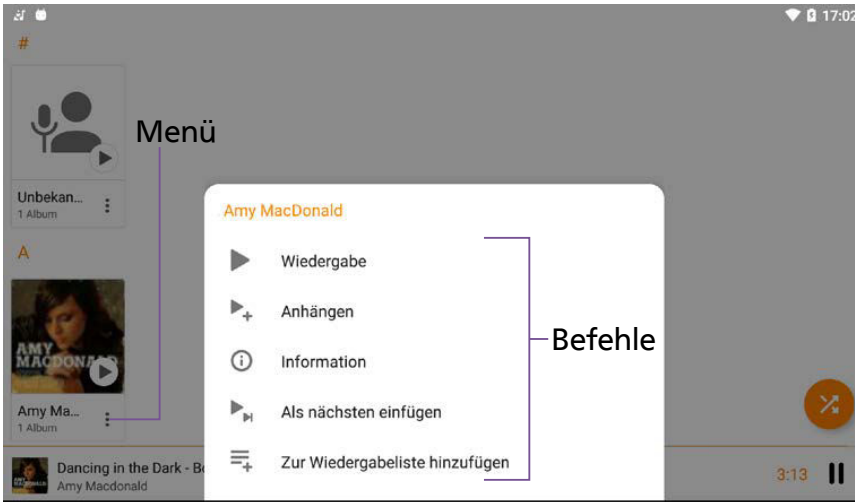 17:02
#
Menü
Unbekan...
1 Album
Amy MacDonald
A
Wiedergabe
Anhängen
AMY
MACDONALD
Information
Befehle
Als nächsten einfügen
Amy Ma...
1 Album
Zur Wiedergabeliste hinzufügen
Dancing in the Dark - Bo
Amy Macdonald
3:13